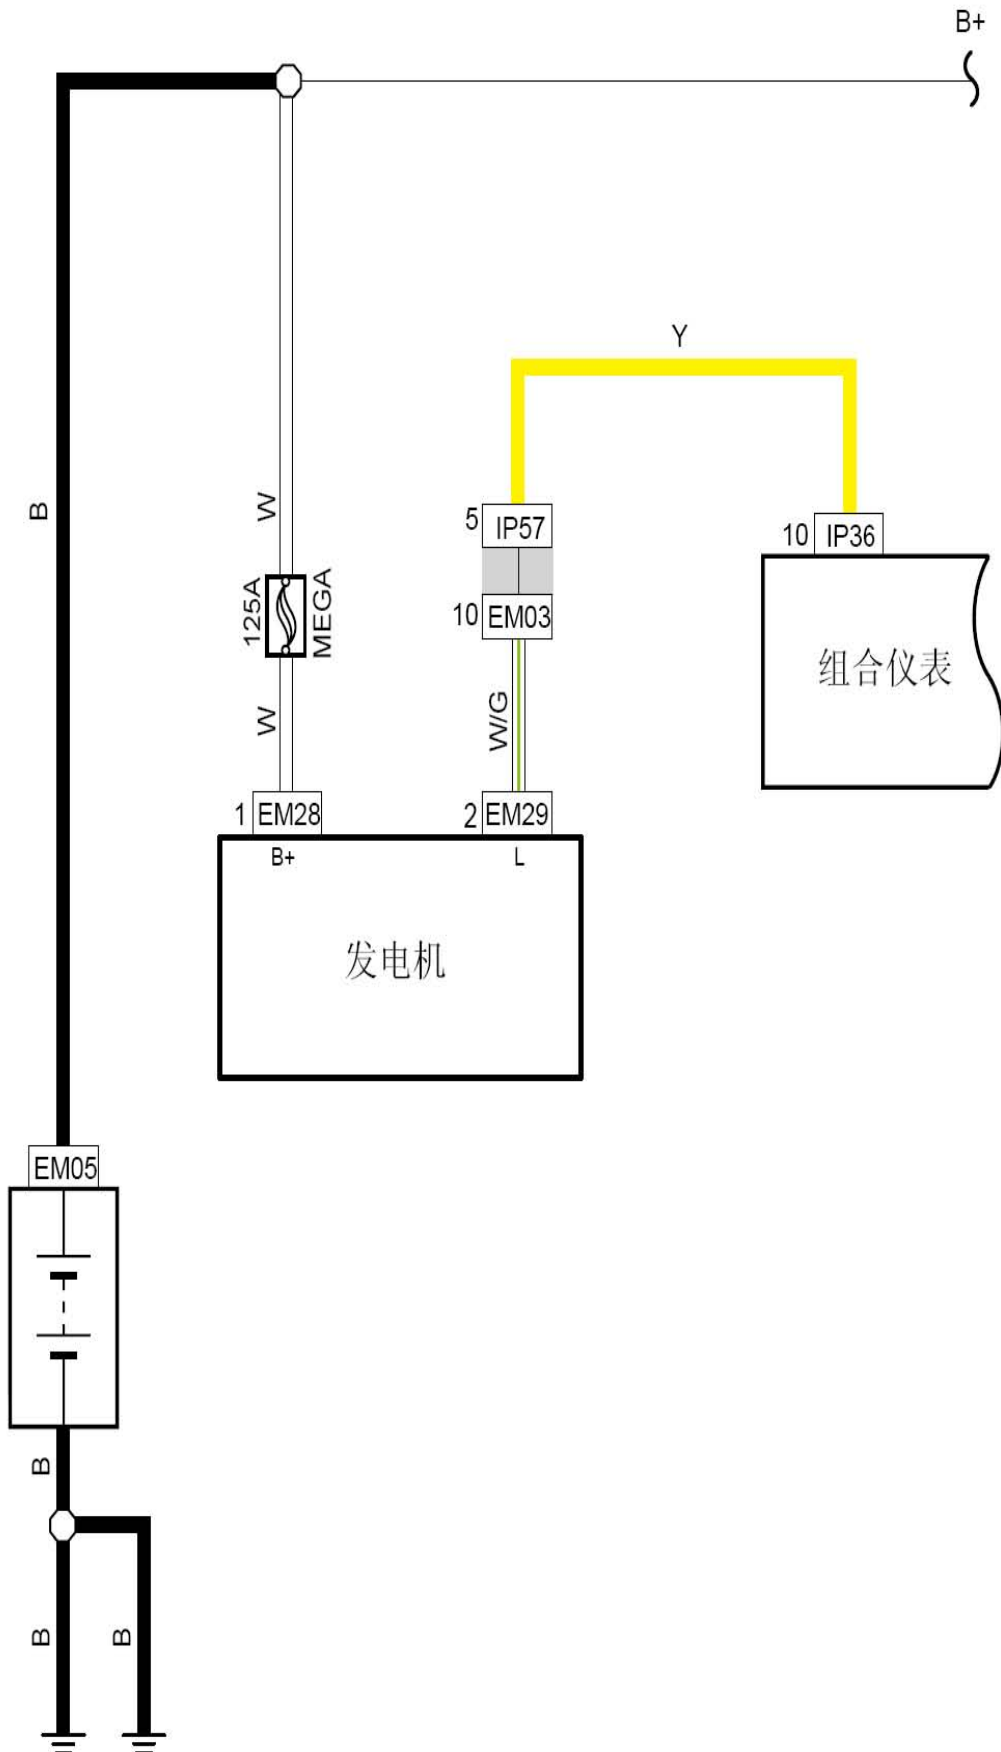 B+
Y
B
W
5 IP57
10 IP36
125A
MEGA
10 EM03
组合仪表
W
W/G
1 EM28
2 EM29
B+
L
发电机
EM05
B
B
B